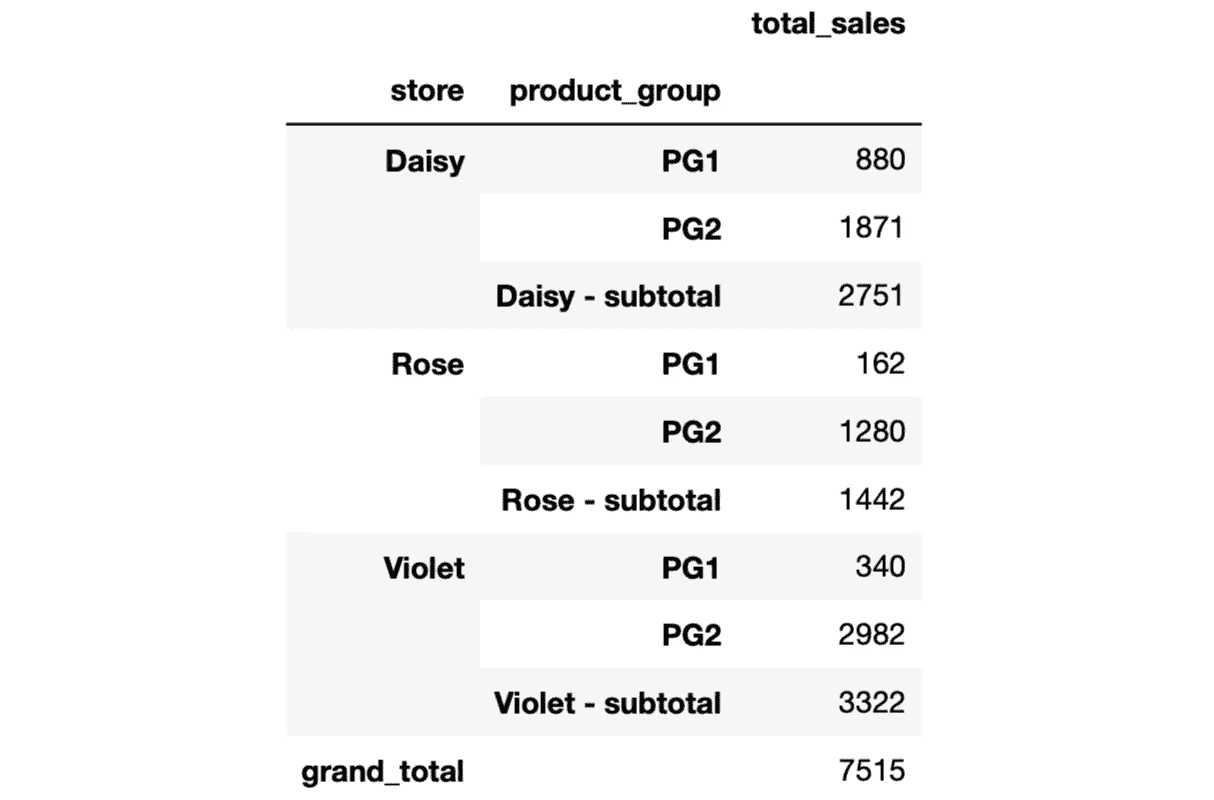 total_sales
store product_group
Daisy PG1 880
PG2 1871
Daisy - subtotal 2751
Rose PG1 162
PG2 1280
Rose - subtotal 1442
Violet PG1 340
PG2 2982
Violet - subtotal 3322
grand_total 7515